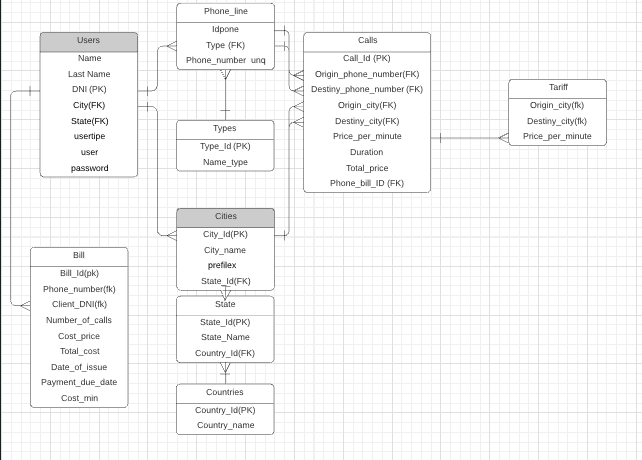 Phone_line
Idpone
Type (FK)
Phone_number unq
Users
Name
Last Name
DNI (PK)
City(FK)
State(FK)
usertipe
user
password
Calls
Call_Id (PK)
Origin_phone_number(FK)
Destiny_phone_number (FK)
Origin_city(FK)
Destiny_city(FK)
Price_per_minute
Duration
Total_price
Phone_bill_ID (FK)
Tariff
Origin_city(fk)
Destiny_city(fk)
Price_per_minute
Types
Type_Id (PK)
Name_type
Cities
City_Id(PK)
City_name
prefilex
State_Id(FK)
Bill
Bill_Id(pk)
Phone_number(fk)
Client_DNI(fk)
Number_of_calls
Cost_price
Total_cost
Date_of_issue
Payment_due_date
Cost_min
State
State_Id(PK)
State_Name
Country_Id(FK)
Countries
Country_Id(PK)
Country_name